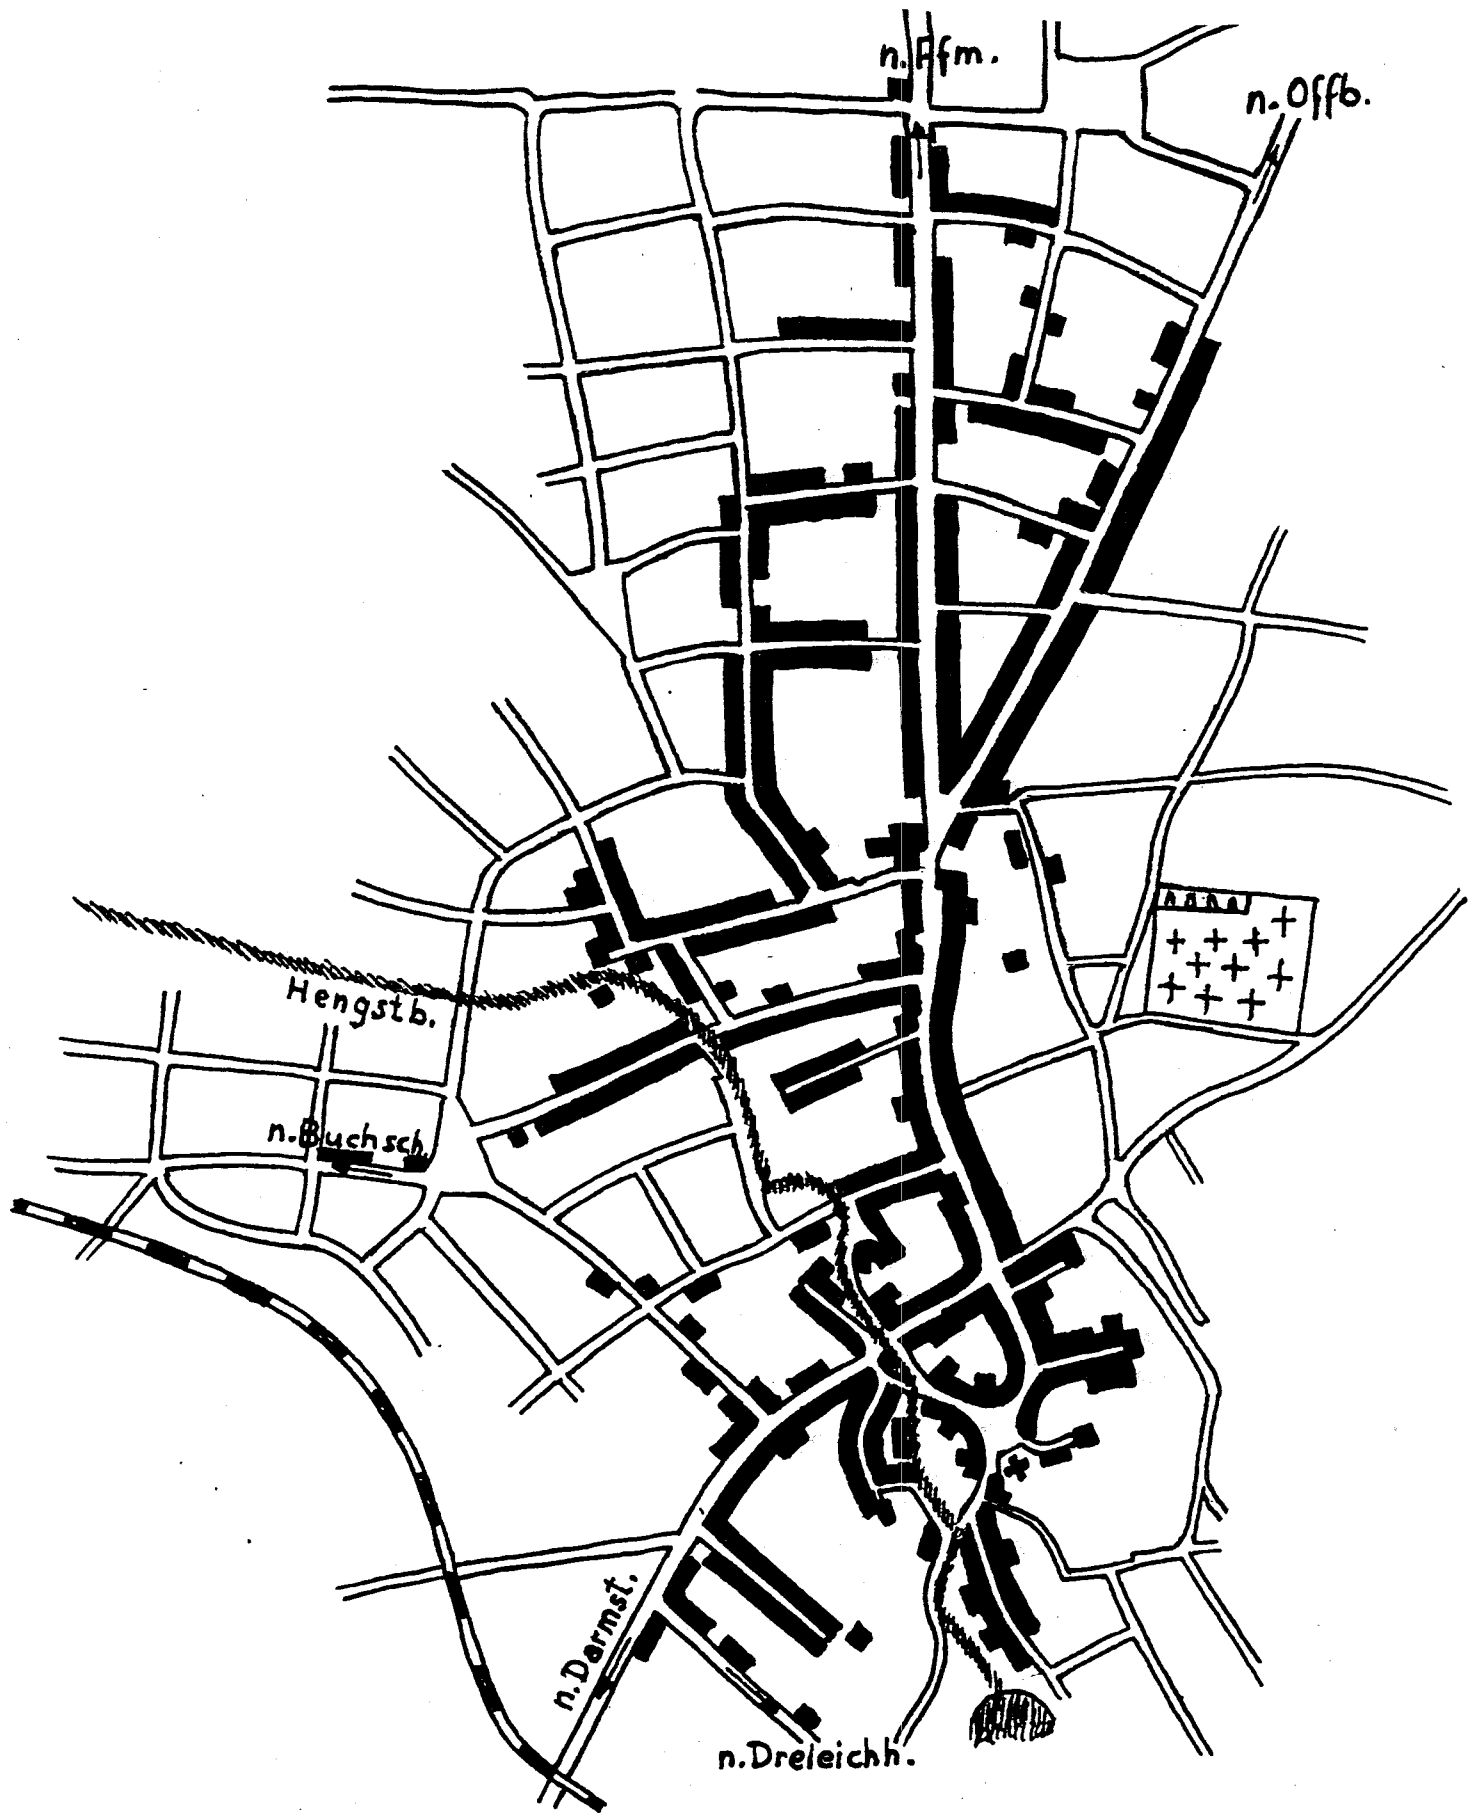 n. Ffm.
n. Offb.
Hengstb.
n. Buchsch.
n. Darmst.
n. Dreieichh.